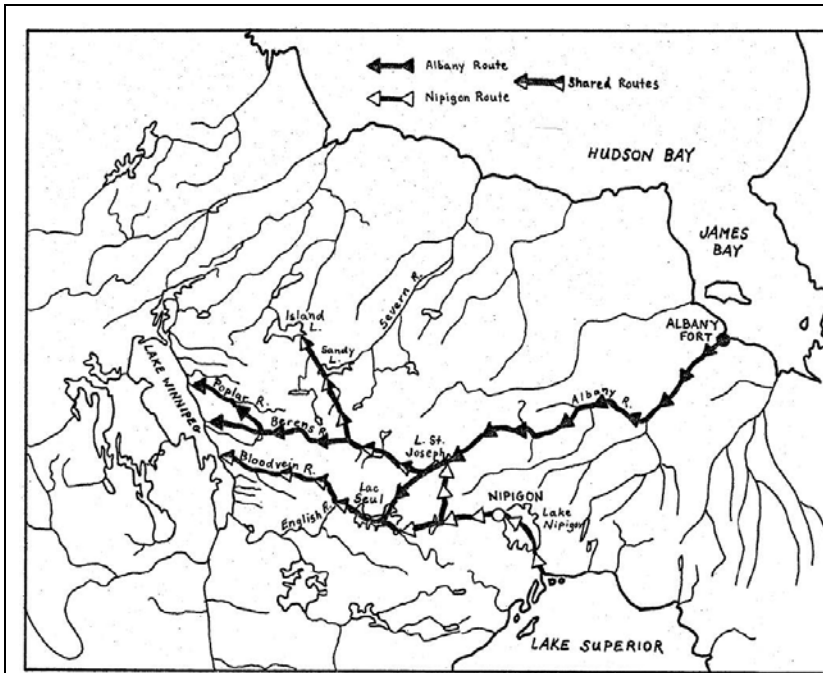 Albany Route
Shared Routes
Nipigon Route
HUDSON BAY
JAMES
BAY
Severn R.
Island
L.
Sandy
L.
ALBANY
FORT
LAKE WINNIPEG
Poplar R.
Albany R.
Berens R.
L. St.
Joseph
Bloodvein R.
Lac
Seul
English R.
NIPIGON
Lake
Nipigon
LAKE SUPERIOR